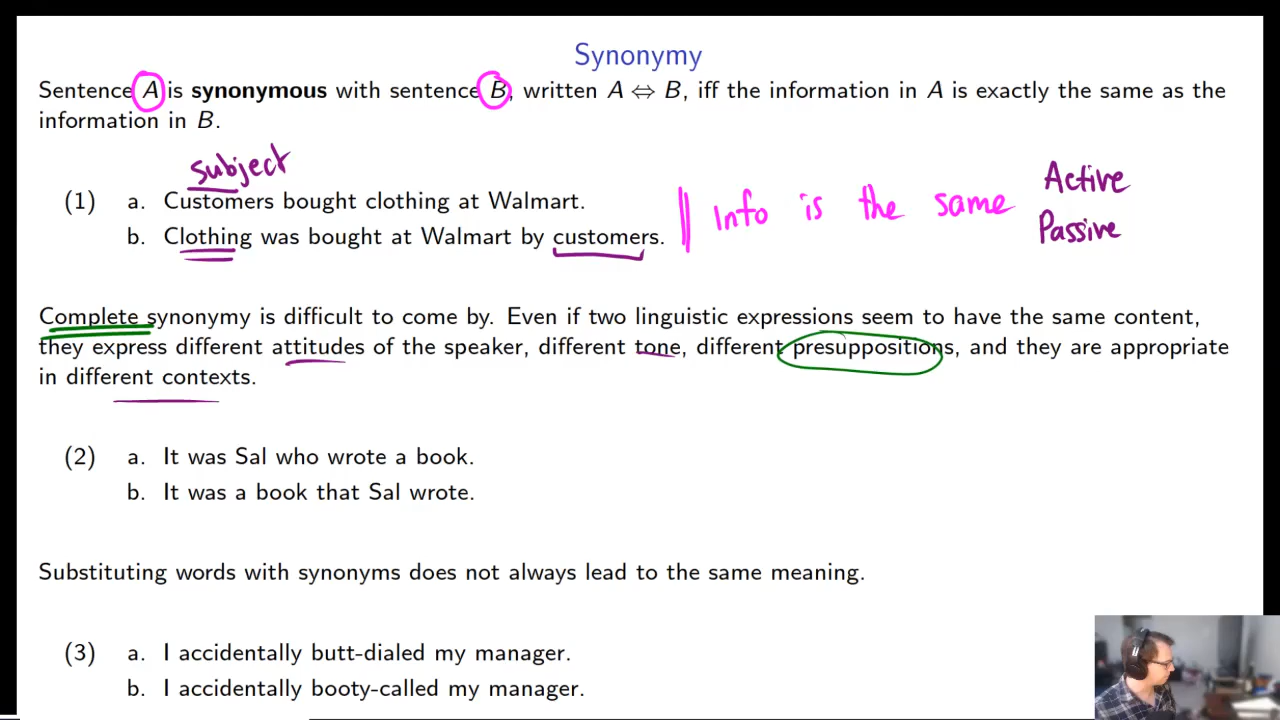 Synonymy
Sentence A is synonymous with sentence B, written A ⇔ B, iff the information in A is exactly the same as the
information in B.
subject
(1) a. Customers bought clothing at Walmart.
b. Clothing was bought at Walmart by customers.
Info is the same
Active
Passive
Complete synonymy is difficult to come by. Even if two linguistic expressions seem to have the same content,
they express different attitudes of the speaker, different tone, different presuppositions, and they are appropriate
in different contexts.
(2) a. It was Sal who wrote a book.
b. It was a book that Sal wrote.
Substituting words with synonyms does not always lead to the same meaning.
(3) a. I accidentally butt-dialed my manager.
b. I accidentally booty-called my manager.